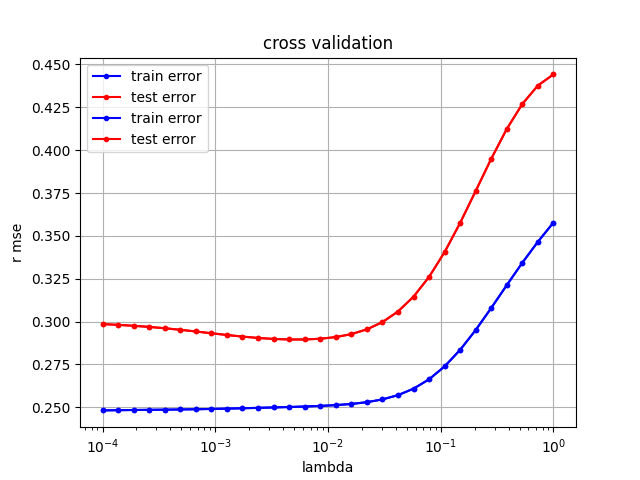 cross validation
train error
test error
train error
test error
0.450
0.425
0.400
0.375
0.350
0.325
0.300
0.275
0.250
r mse
10⁻⁴
10⁻³
10⁻²
10⁻¹
10⁰
lambda